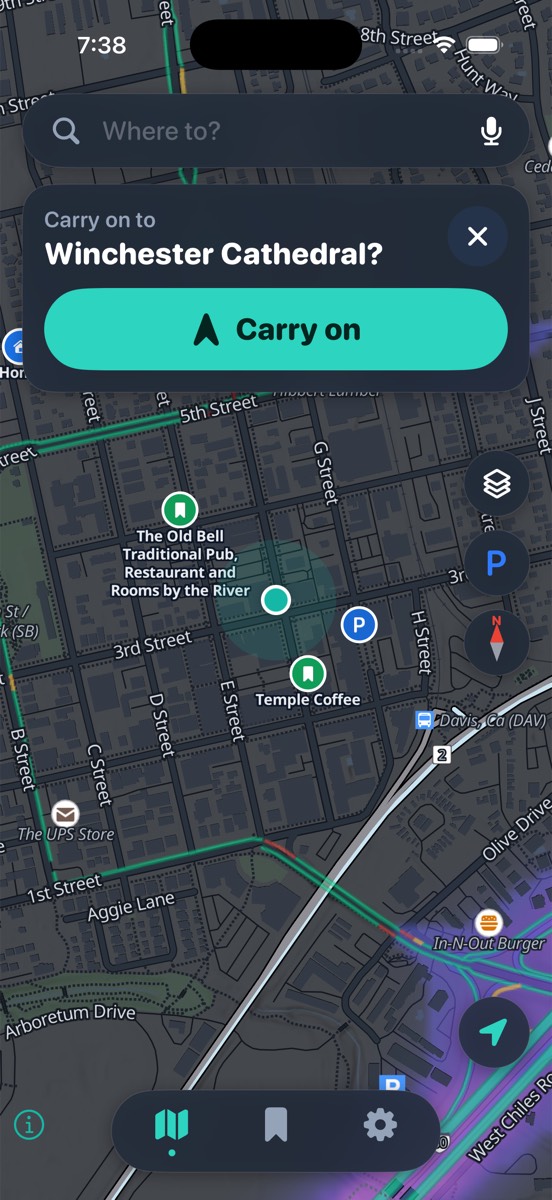 7:38
8th Street
Hunt Way
Where to?
Carry on to
Winchester Cathedral?
Carry on
5th Street
J Street
G Street
The Old Bell
Traditional Pub,
Restaurant and
Rooms by the River
P
N
3rd Street
P
H Street
Temple Coffee
E Street
D Street
Davis, Ca (DAV)
2
B Street
C Street
The UPS Store
Olive Drive
1st Street
Aggie Lane
In-N-Out Burger
Arboretum Drive
P
West Chiles Ro